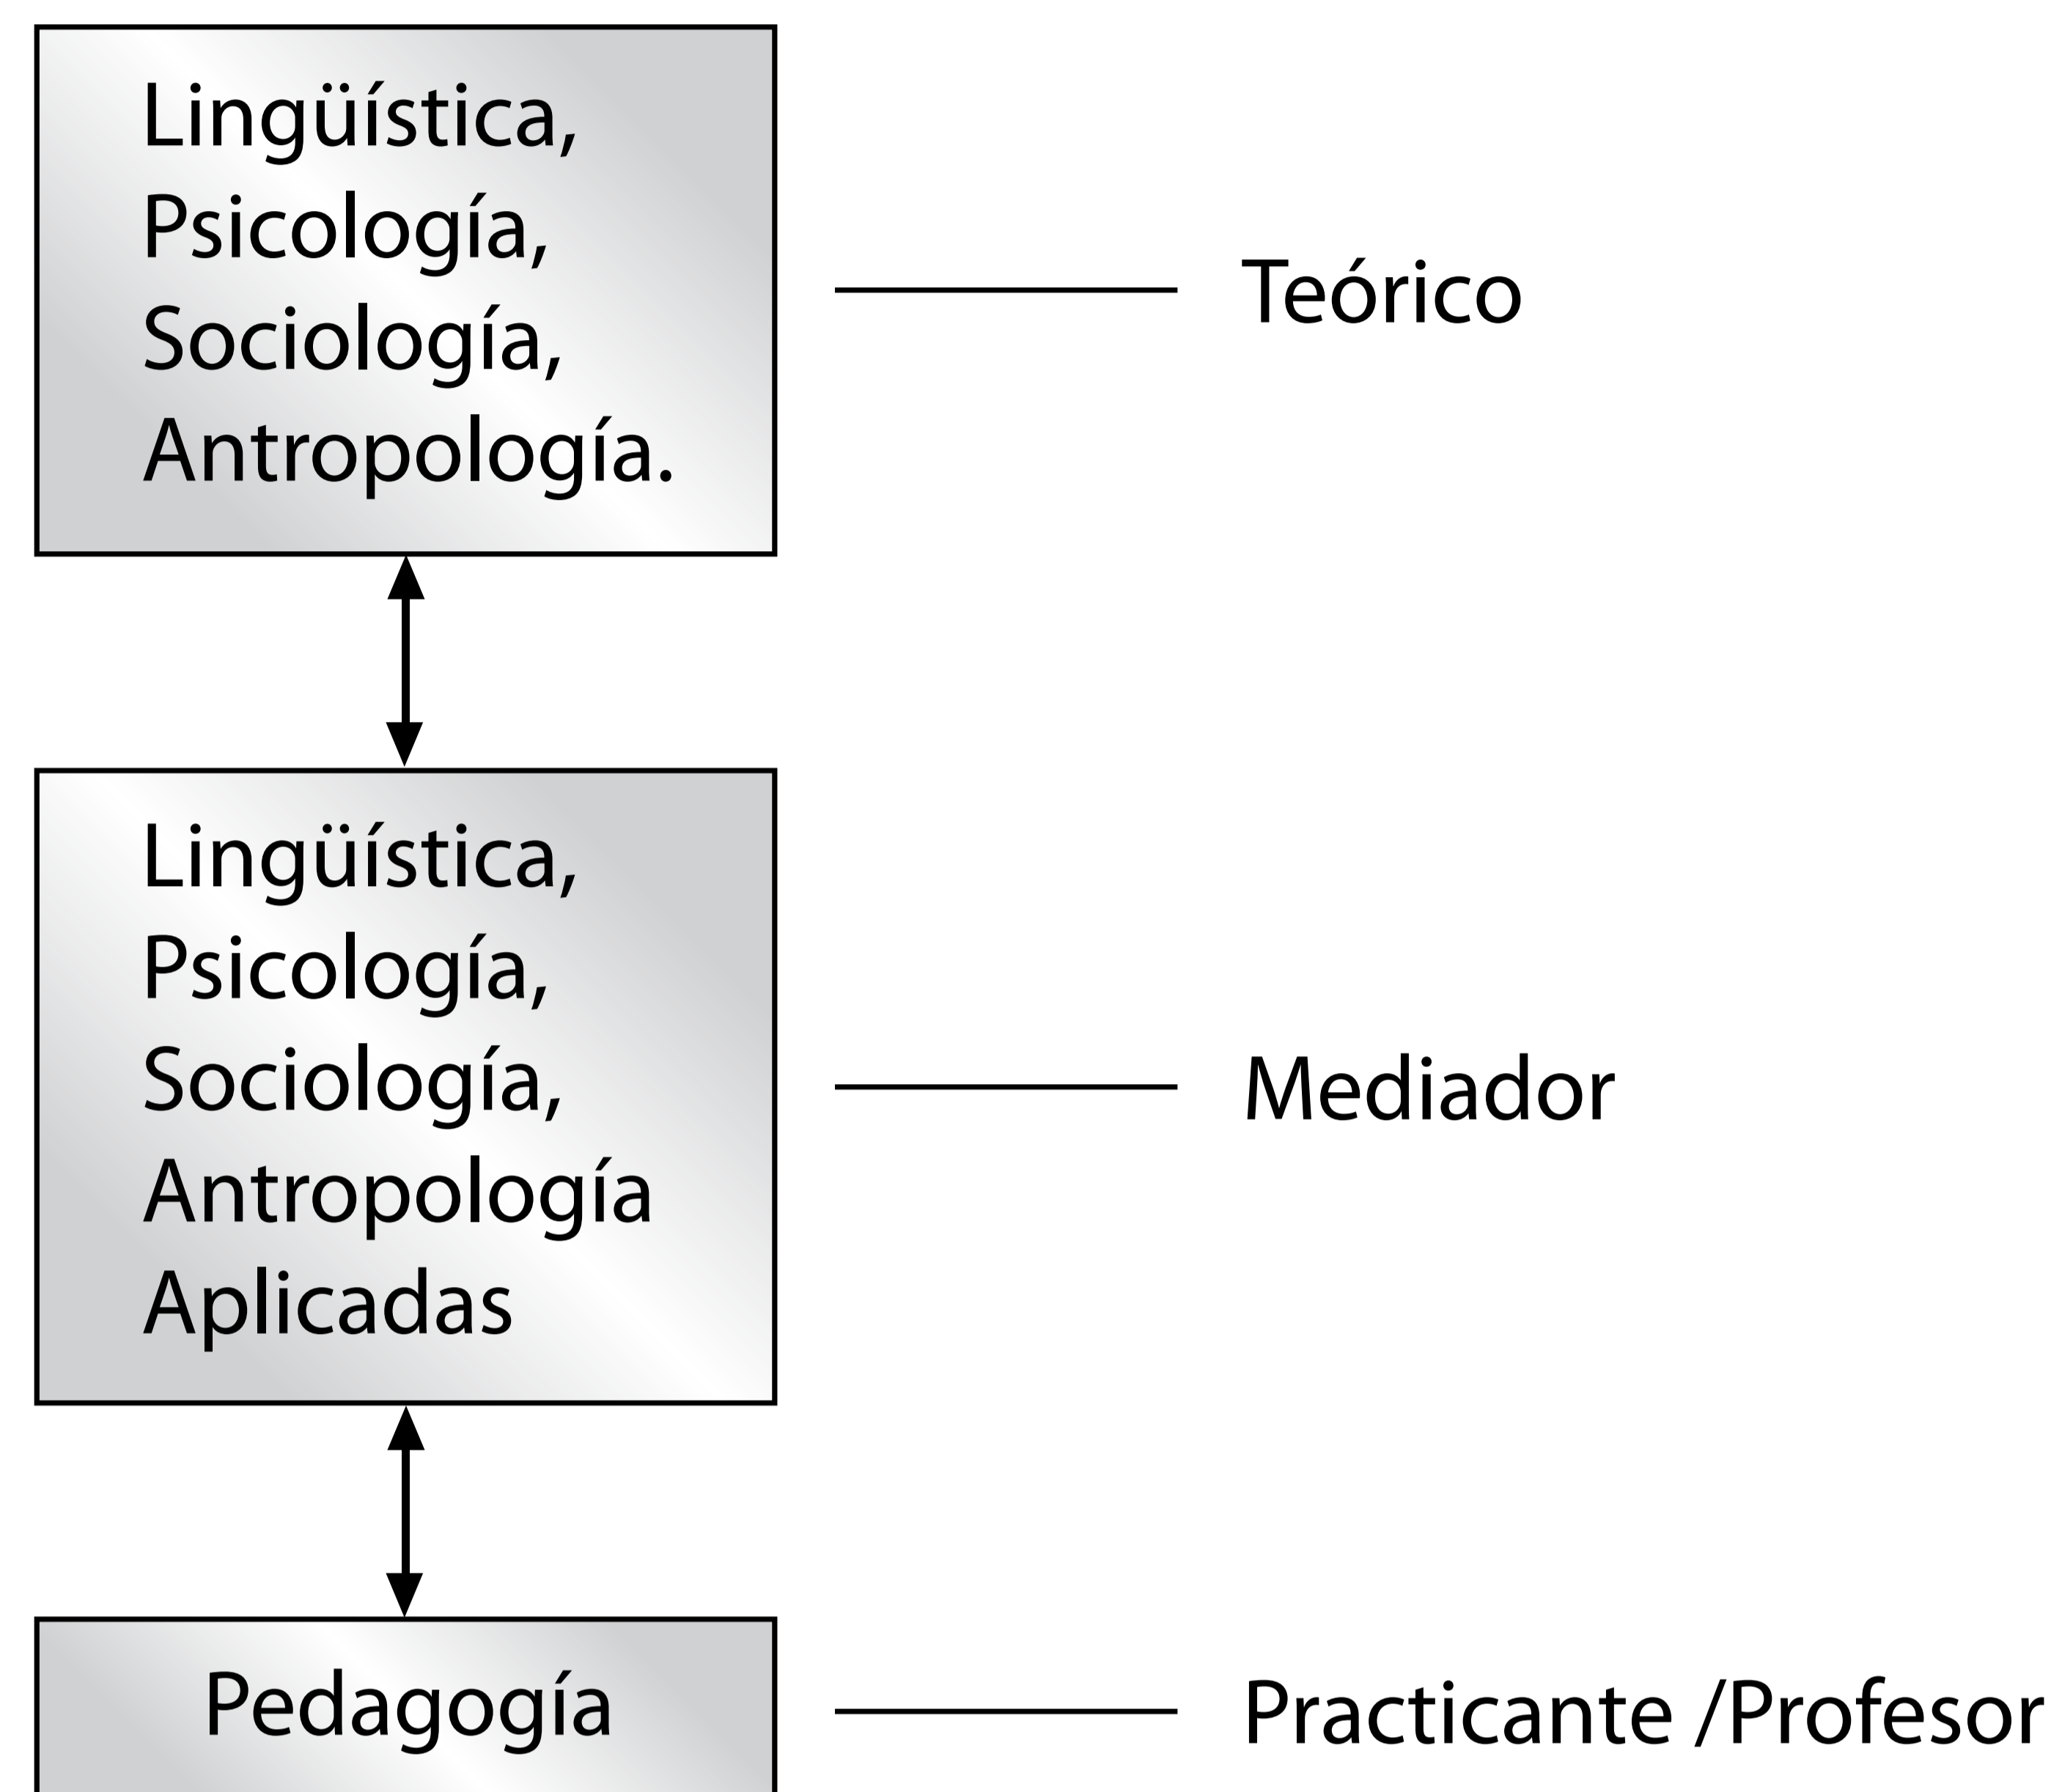 Lingüística,
Psicología,
Sociología,
Antropología.
Teórico
Lingüística,
Psicología,
Sociología,
Antropología
Aplicadas
Mediador
Pedagogía
Practicante /Profesor